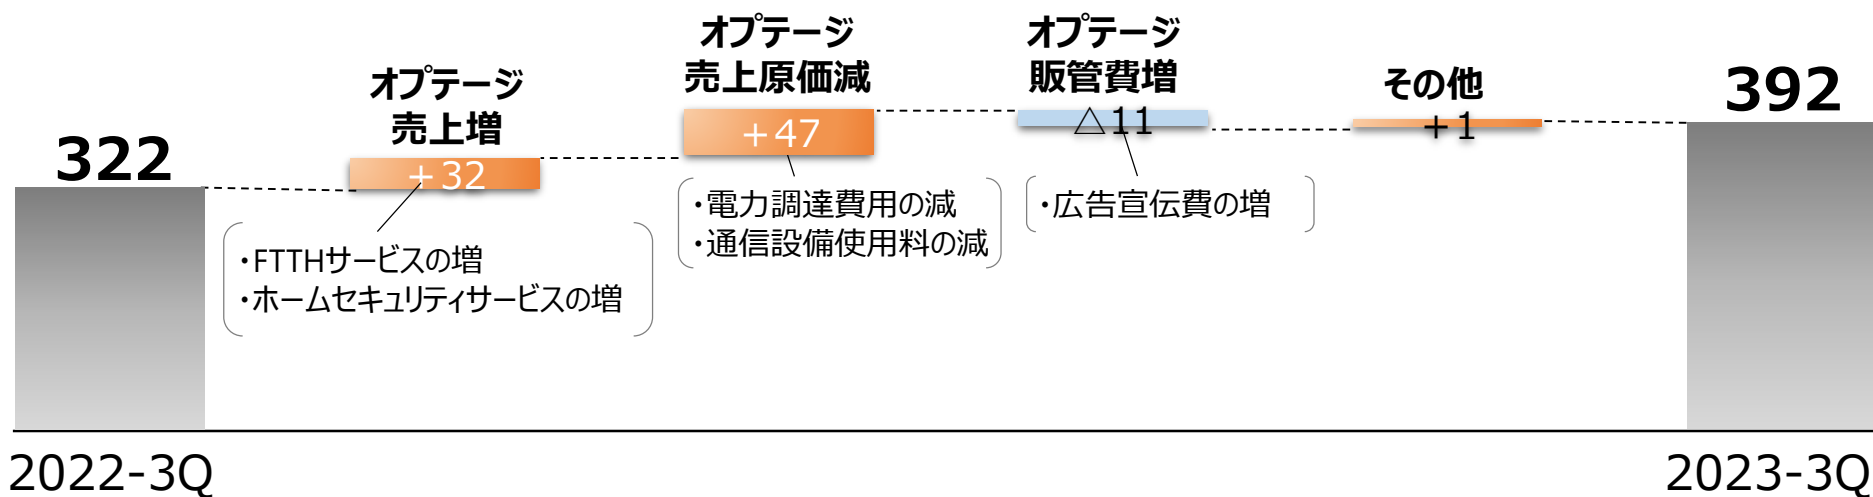 322
オプテージ
売上増
+32
・FTTHサービスの増
・ホームセキュリティサービスの増
オプテージ
売上原価減
+47
・電力調達費用の減
・通信設備使用料の減
オプテージ
販管費増
△11
・広告宣伝費の増
その他
+1
392
2022-3Q
2023-3Q